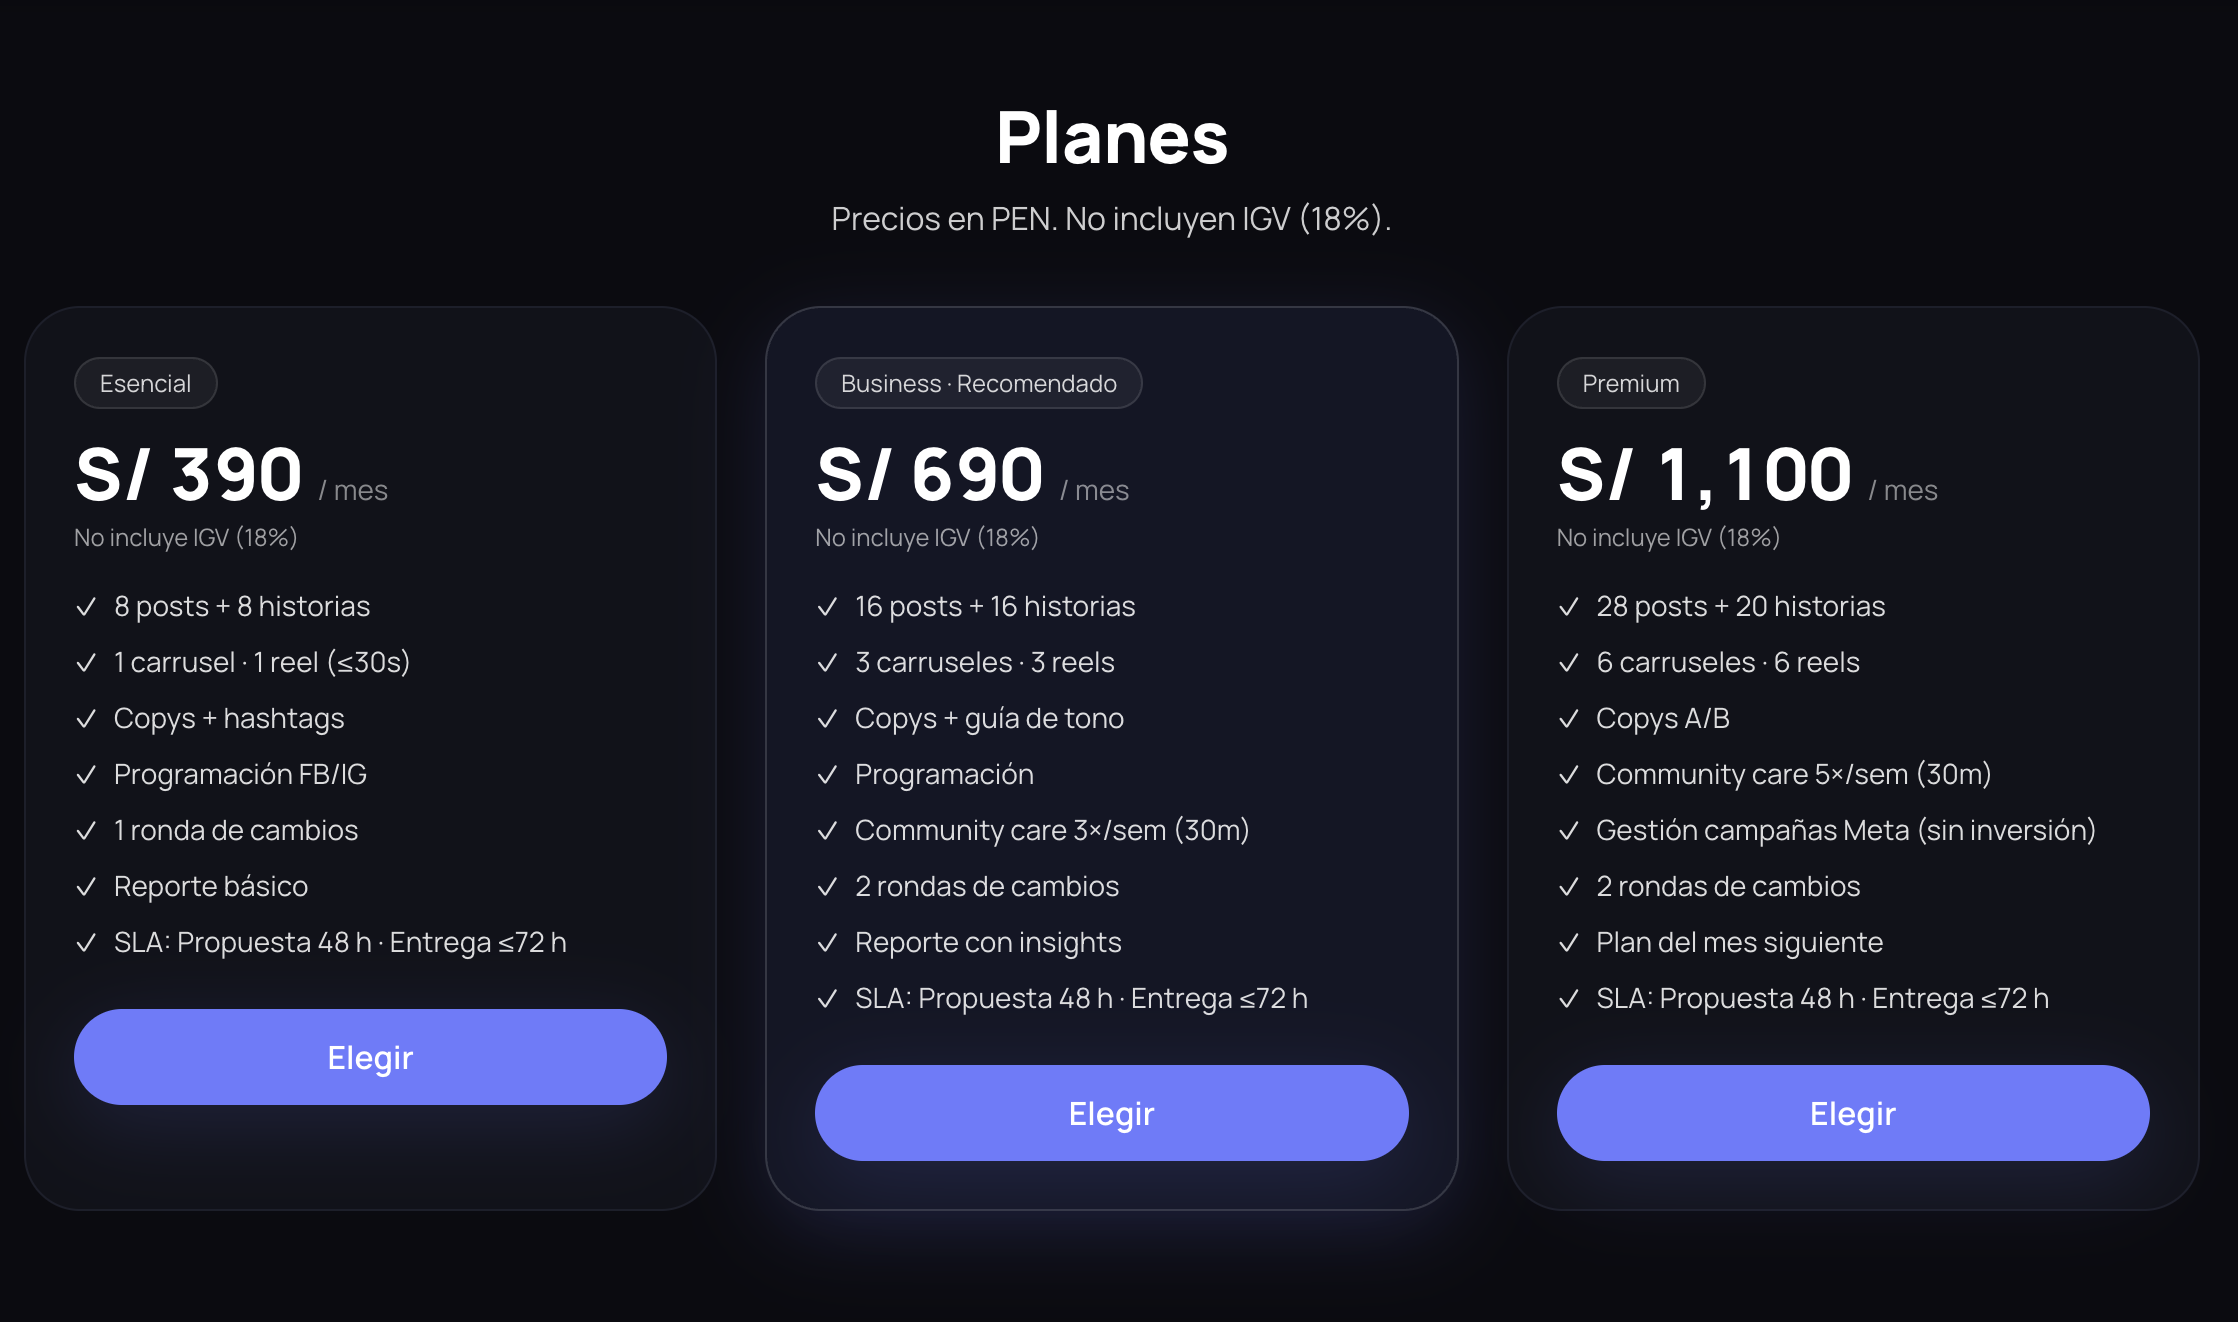 Planes
Precios en PEN. No incluyen IGV (18%).
Esencial
S/ 390 / mes
No incluye IGV (18%)
✓ 8 posts + 8 historias
✓ 1 carrusel · 1 reel (≤30s)
✓ Copys + hashtags
✓ Programación FB/IG
✓ 1 ronda de cambios
✓ Reporte básico
✓ SLA: Propuesta 48 h · Entrega ≤72 h
Elegir
Business · Recomendado
S/ 690 / mes
No incluye IGV (18%)
✓ 16 posts + 16 historias
✓ 3 carruseles · 3 reels
✓ Copys + guía de tono
✓ Programación
✓ Community care 3×/sem (30m)
✓ 2 rondas de cambios
✓ Reporte con insights
✓ SLA: Propuesta 48 h · Entrega ≤72 h
Elegir
Premium
S/ 1,100 / mes
No incluye IGV (18%)
✓ 28 posts + 20 historias
✓ 6 carruseles · 6 reels
✓ Copys A/B
✓ Community care 5×/sem (30m)
✓ Gestión campañas Meta (sin inversión)
✓ 2 rondas de cambios
✓ Plan del mes siguiente
✓ SLA: Propuesta 48 h · Entrega ≤72 h
Elegir